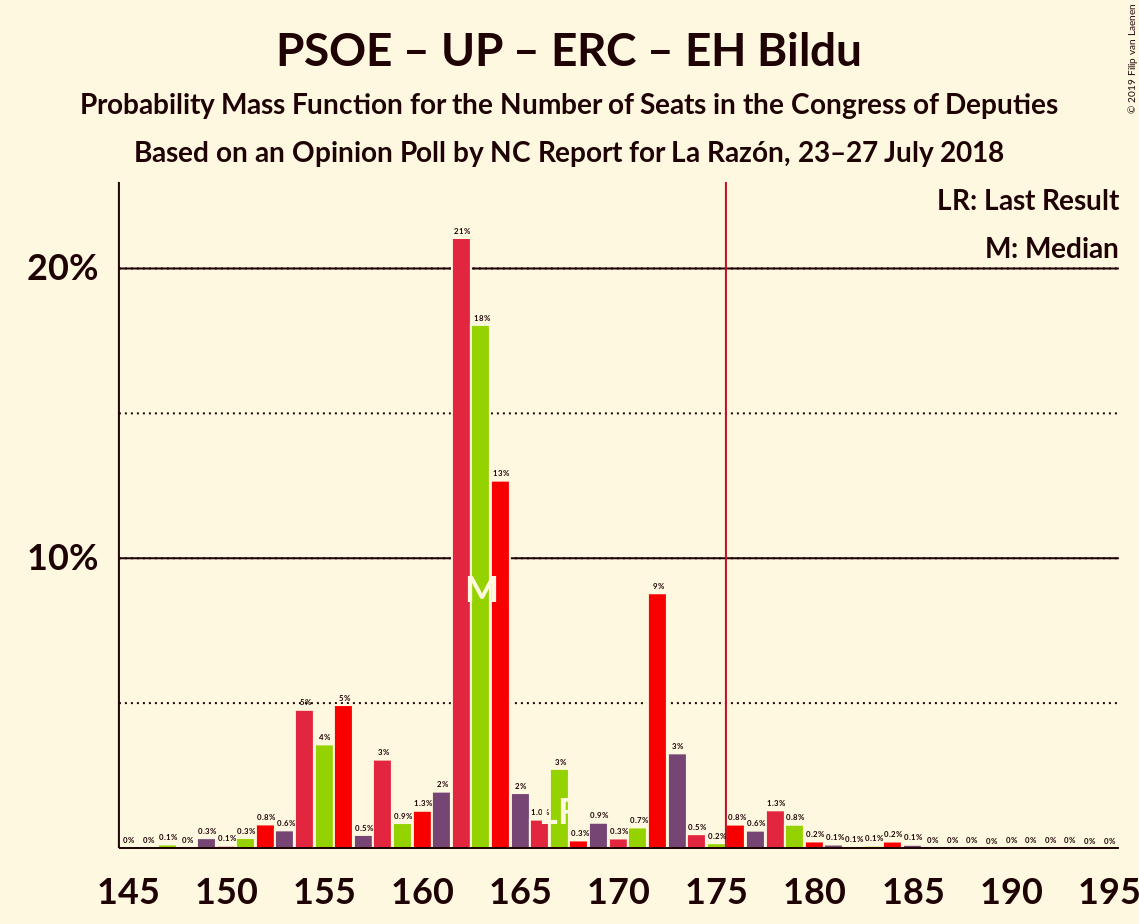 PSOE – UP – ERC – EH Bildu
Probability Mass Function for the Number of Seats in the Congress of Deputies
Based on an Opinion Poll by NC Report for La Razón, 23–27 July 2018
© 2019 Filip van Laenen
LR: Last Result
M: Median
20%
10%
0% 0% 0.1% 0% 0.3% 0.1% 0.3% 0.8% 0.6% 5% 4% 5% 0.5% 3% 0.9% 1.3% 2% 21% 18% 13% 2% 1.0% 3% 0.3% 0.9% 0.3% 0.7% 9% 3% 0.5% 0.2% 0.8% 0.6% 1.3% 0.8% 0.2% 0.1% 0.1% 0.1% 0.2% 0.1% 0% 0% 0% 0% 0% 0% 0% 0% 0% 0%
M
LR
145 150 155 160 165 170 175 180 185 190 195